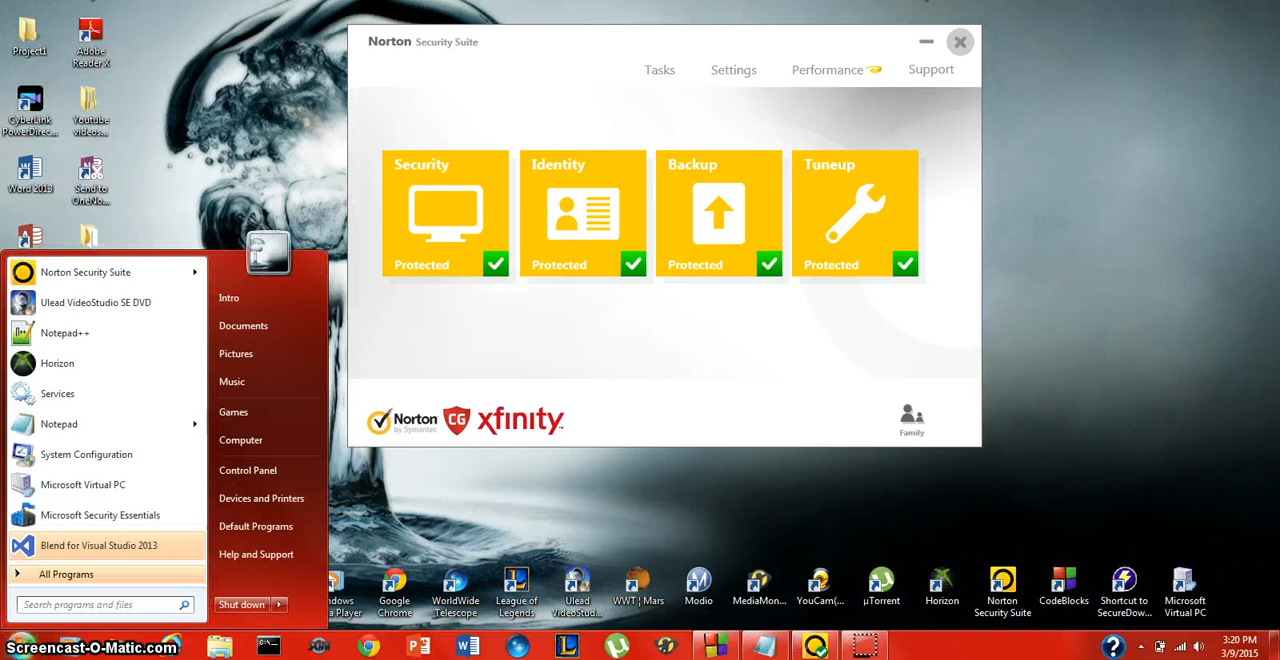 Project1
Adobe
Reader X
CyberLink
PowerDirec...
Youtube
videos...
Word 2013
Send to
OneNo...
Norton Security Suite
Tasks
Settings
Performance
Support
Security
Protected
Identity
Protected
Backup
Protected
Tuneup
Protected
Norton
by Symantec
CG
xfinity
Family
Norton Security Suite
Ulead VideoStudio SE DVD
Notepad++
Horizon
Services
Notepad
System Configuration
Microsoft Virtual PC
Microsoft Security Essentials
Blend for Visual Studio 2013
All Programs
Search programs and files
Intro
Documents
Pictures
Music
Games
Computer
Control Panel
Devices and Printers
Default Programs
Help and Support
Shut down
ndows
a Player
Google
Chrome
WorldWide
Telescope
League of
Legends
Ulead
VideoStud...
WWT | Mars
Modio
MediaMon...
YouCam(...
µTorrent
Horizon
Norton
Security Suite
CodeBlocks
Shortcut to
SecureDow...
Microsoft
Virtual PC
Screencast-O-Matic.com
3:20 PM
3/9/2015